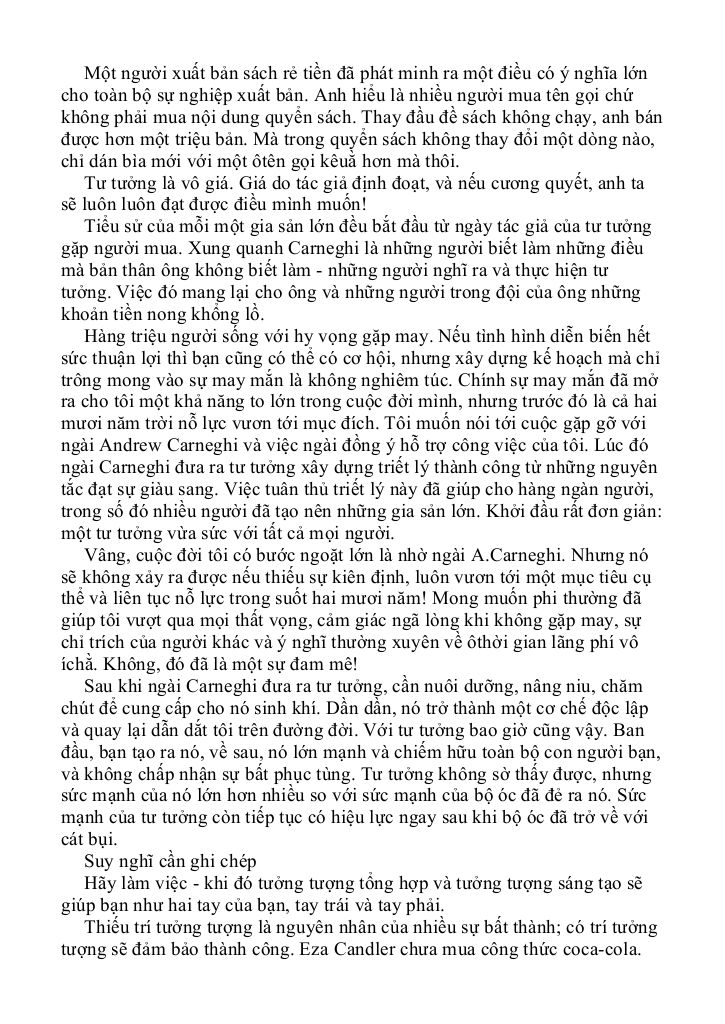 Một người xuất bản sách rẻ tiền đã phát minh ra một điều có ý nghĩa lớn
cho toàn bộ sự nghiệp xuất bản. Anh hiểu là nhiều người mua tên gọi chứ
không phải mua nội dung quyển sách. Thay đầu đề sách không chạy, anh bán
được hơn một triệu bản. Mà trong quyển sách không thay đổi một dòng nào,
chỉ dán bìa mới với một ôtên gọi kêuằ hơn mà thôi.
Tư tưởng là vô giá. Giá do tác giả định đoạt, và nếu cương quyết, anh ta
sẽ luôn luôn đạt được điều mình muốn!
Tiểu sử của mỗi một gia sản lớn đều bắt đầu từ ngày tác giả của tư tưởng
gặp người mua. Xung quanh Carneghi là những người biết làm những điều
mà bản thân ông không biết làm - những người nghĩ ra và thực hiện tư
tưởng. Việc đó mang lại cho ông và những người trong đội của ông những
khoản tiền nong khổng lồ.
Hàng triệu người sống với hy vọng gặp may. Nếu tình hình diễn biến hết
sức thuận lợi thì bạn cũng có thể có cơ hội, nhưng xây dựng kế hoạch mà chỉ
trông mong vào sự may mắn là không nghiêm túc. Chính sự may mắn đã mở
ra cho tôi một khả năng to lớn trong cuộc đời mình, nhưng trước đó là cả hai
mươi năm trời nỗ lực vươn tới mục đích. Tôi muốn nói tới cuộc gặp gỡ với
ngài Andrew Carneghi và việc ngài đồng ý hỗ trợ công việc của tôi. Lúc đó
ngài Carneghi đưa ra tư tưởng xây dựng triết lý thành công từ những nguyên
tắc đạt sự giàu sang. Việc tuân thủ triết lý này đã giúp cho hàng ngàn người,
trong số đó nhiều người đã tạo nên những gia sản lớn. Khởi đầu rất đơn giản:
một tư tưởng vừa sức với tất cả mọi người.
Vâng, cuộc đời tôi có bước ngoặt lớn là nhờ ngài A.Carneghi. Nhưng nó
sẽ không xảy ra được nếu thiếu sự kiên định, luôn vươn tới một mục tiêu cụ
thể và liên tục nỗ lực trong suốt hai mươi năm! Mong muốn phi thường đã
giúp tôi vượt qua mọi thất vọng, cảm giác ngã lòng khi không gặp may, sự
chỉ trích của người khác và ý nghĩ thường xuyên về ôthời gian lãng phí vô
íchằ. Không, đó đã là một sự đam mê!
Sau khi ngài Carneghi đưa ra tư tưởng, cần nuôi dưỡng, nâng niu, chăm
chút để cung cấp cho nó sinh khí. Dần dần, nó trở thành một cơ chế độc lập
và quay lại dẫn dắt tôi trên đường đời. Với tư tưởng bao giờ cũng vậy. Ban
đầu, bạn tạo ra nó, về sau, nó lớn mạnh và chiếm hữu toàn bộ con người bạn,
và không chấp nhận sự bất phục tùng. Tư tưởng không sờ thấy được, nhưng
sức mạnh của nó lớn hơn nhiều so với sức mạnh của bộ óc đã đẻ ra nó. Sức
mạnh của tư tưởng còn tiếp tục có hiệu lực ngay sau khi bộ óc đã trở về với
cát bụi.
Suy nghĩ cần ghi chép
Hãy làm việc - khi đó tưởng tượng tổng hợp và tưởng tượng sáng tạo sẽ
giúp bạn như hai tay của bạn, tay trái và tay phải.
Thiếu trí tưởng tượng là nguyên nhân của nhiều sự bất thành; có trí tưởng
tượng sẽ đảm bảo thành công. Eza Candler chưa mua công thức coca-cola.